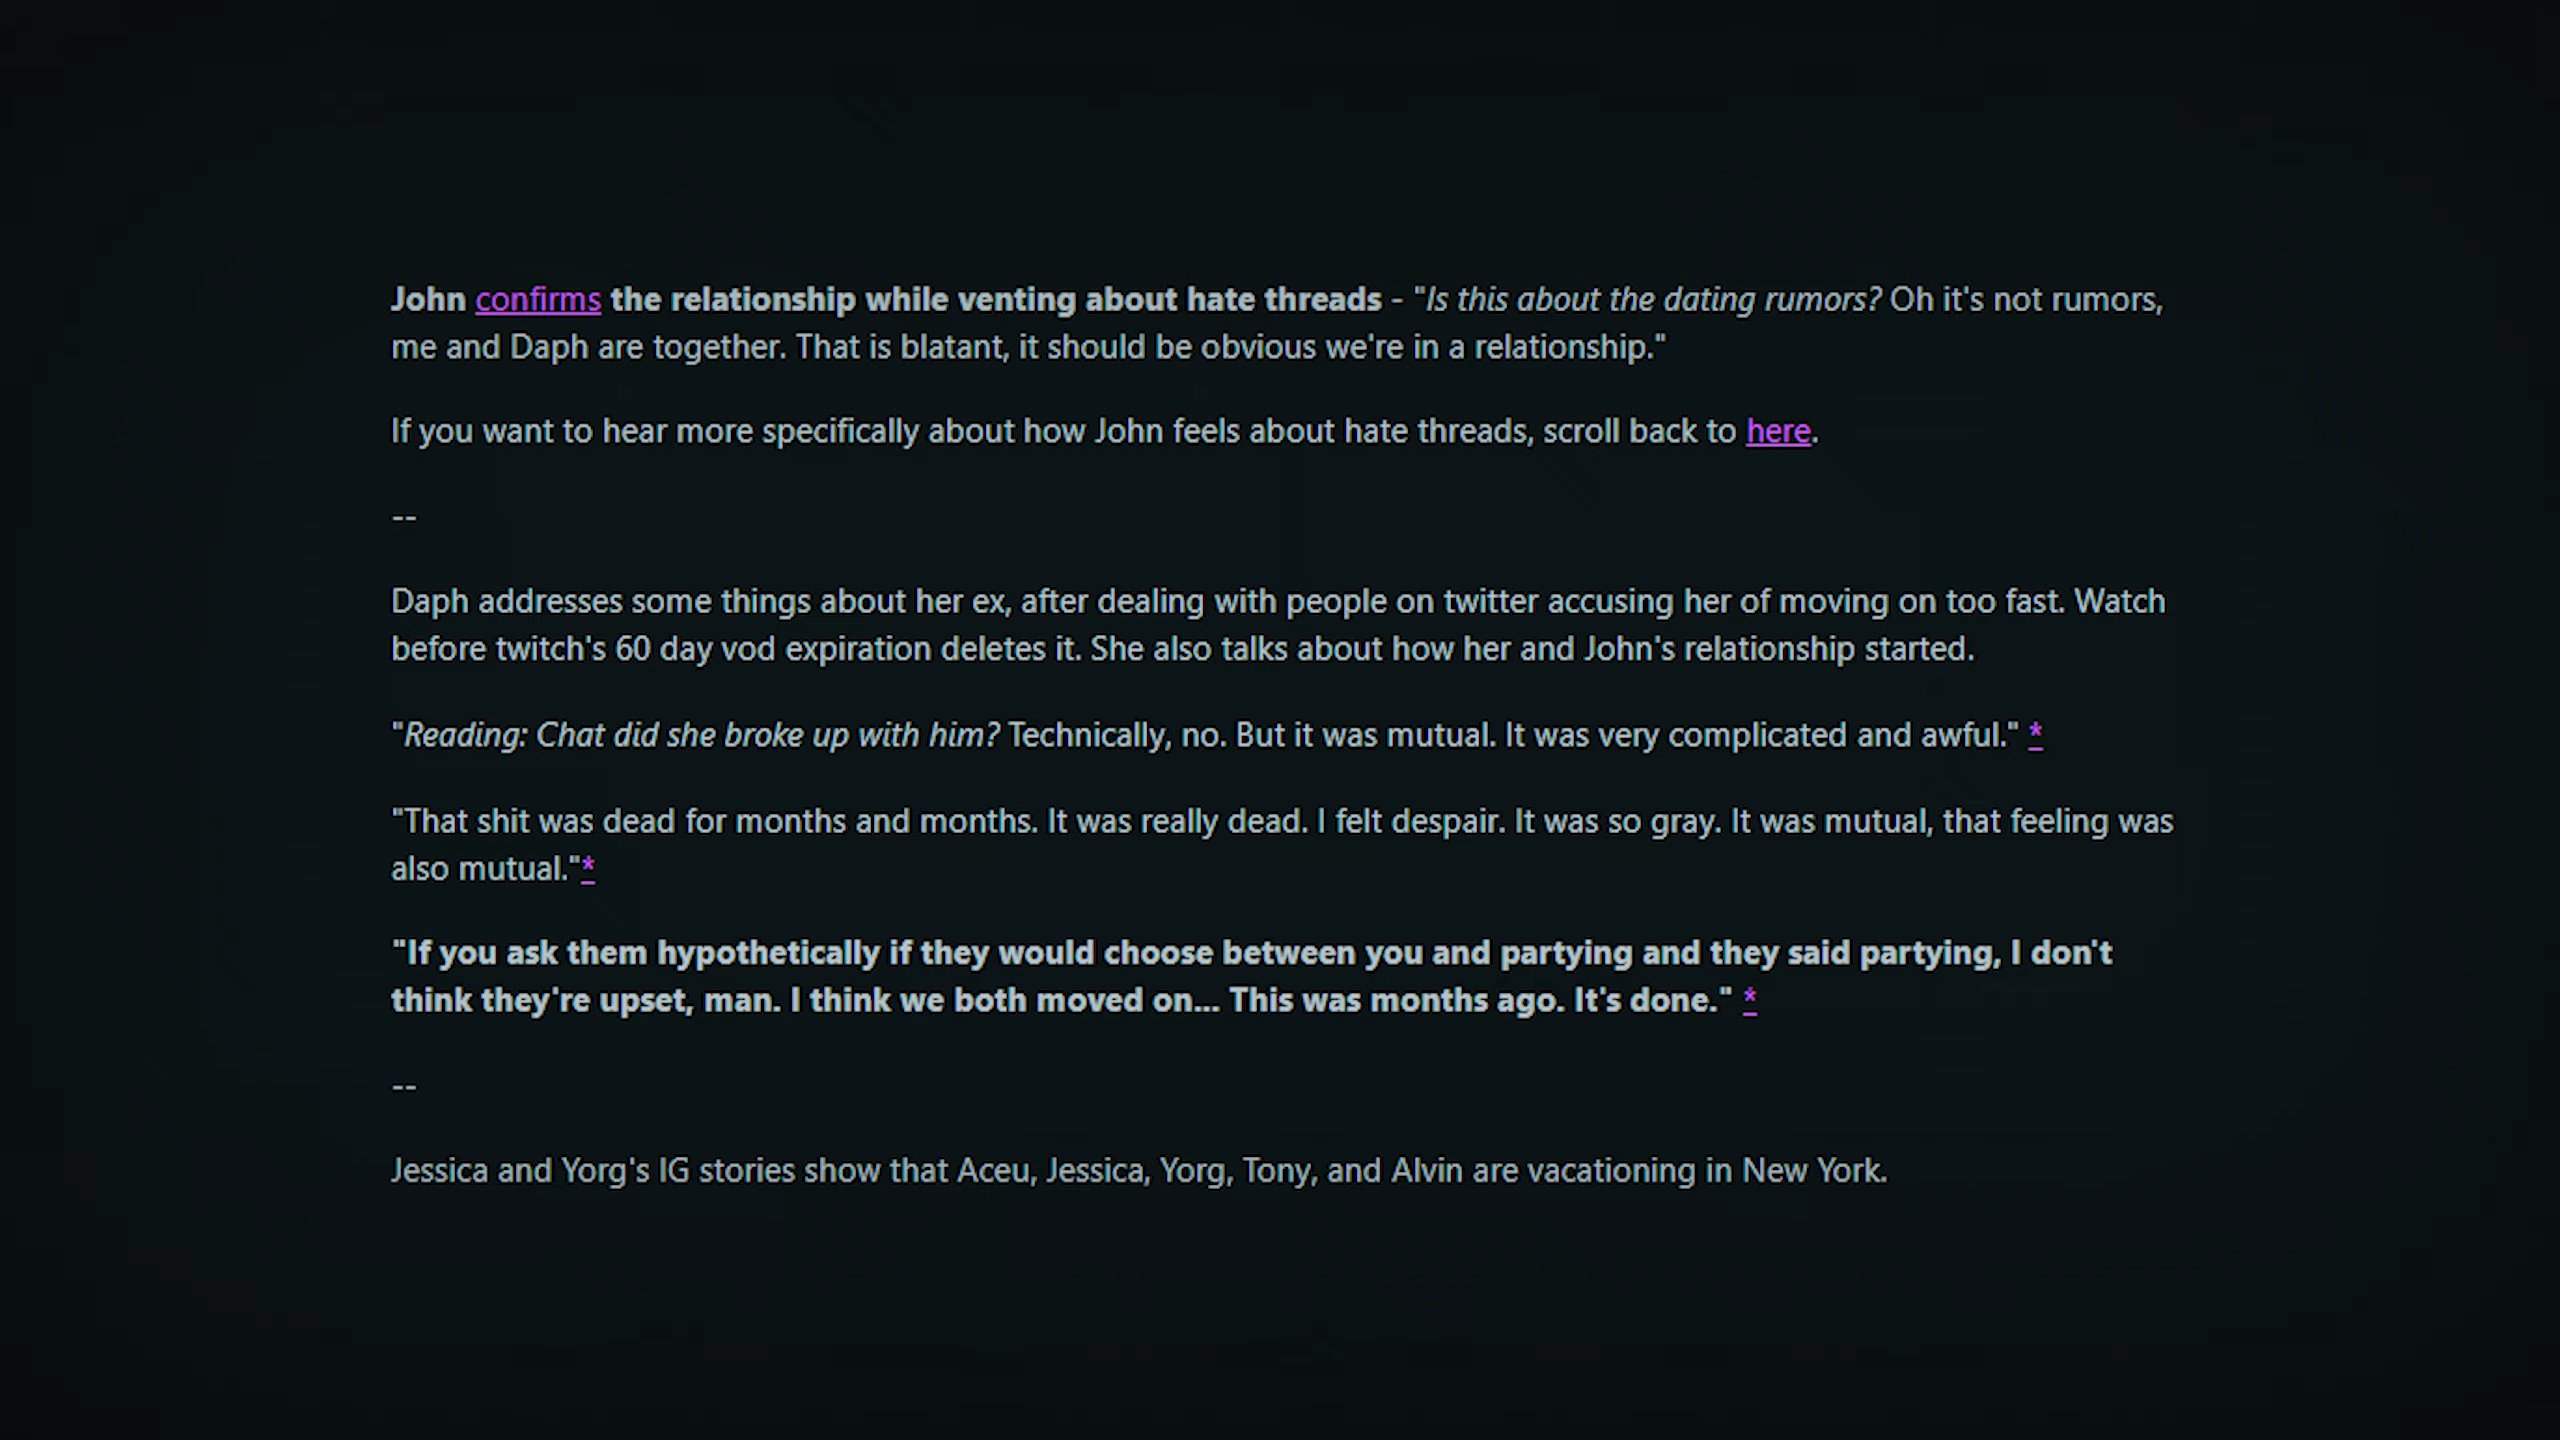 John confirms the relationship while venting about hate threads - "Is this about the dating rumors? Oh it's not rumors,
me and Daph are together. That is blatant, it should be obvious we're in a relationship."
If you want to hear more specifically about how John feels about hate threads, scroll back to here.
--
Daph addresses some things about her ex, after dealing with people on twitter accusing her of moving on too fast. Watch
before twitch's 60 day vod expiration deletes it. She also talks about how her and John's relationship started.
"Reading: Chat did she broke up with him? Technically, no. But it was mutual. It was very complicated and awful." *
"That shit was dead for months and months. It was really dead. I felt despair. It was so gray. It was mutual, that feeling was
also mutual."*
"If you ask them hypothetically if they would choose between you and partying and they said partying, I don't
think they're upset, man. I think we both moved on... This was months ago. It's done." *
--
Jessica and Yorg's IG stories show that Aceu, Jessica, Yorg, Tony, and Alvin are vacationing in New York.